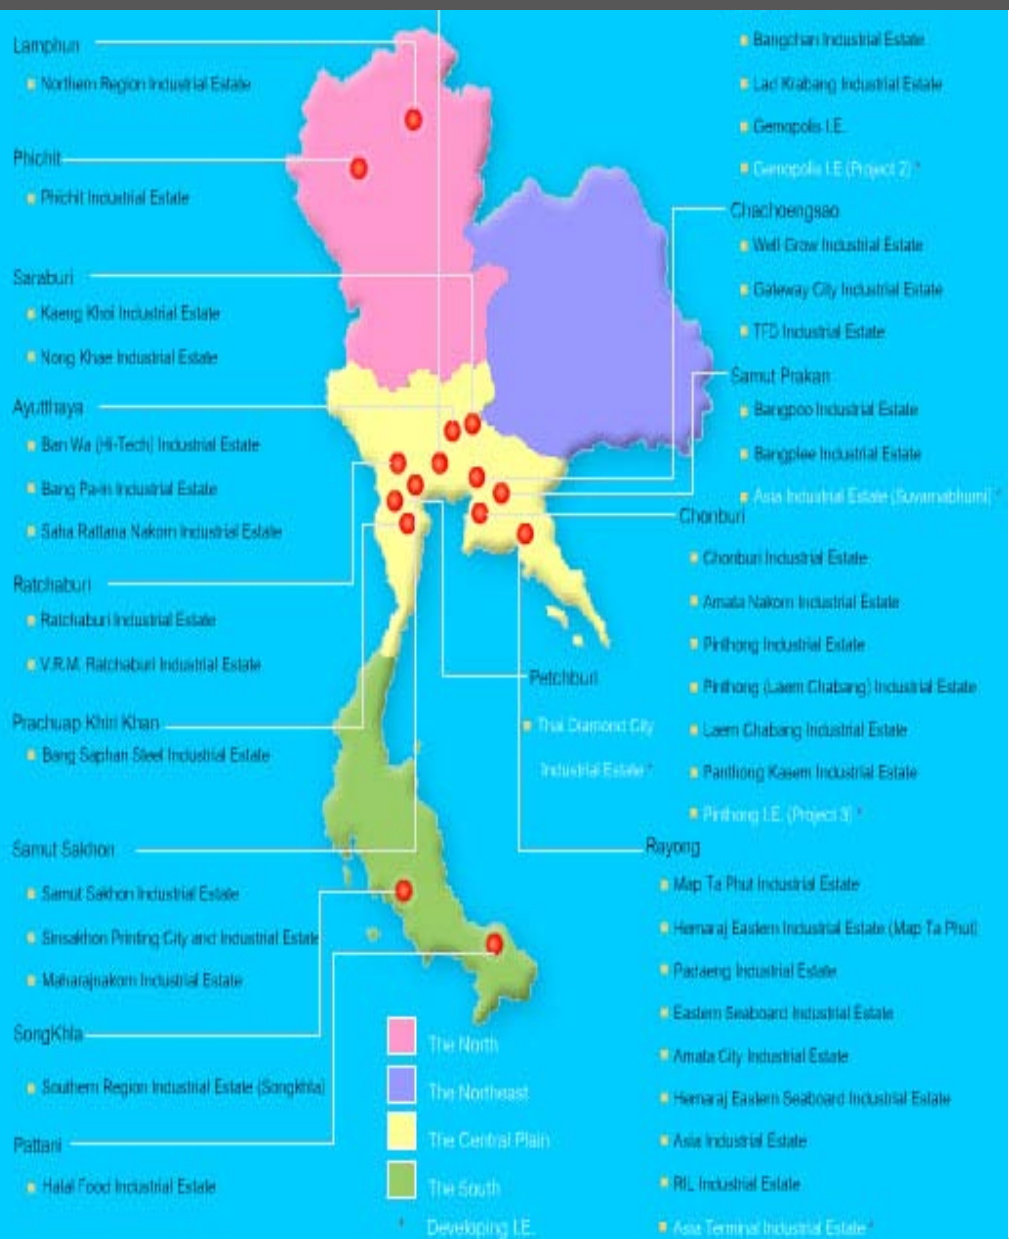 Lamphun
Northern Region Industrial Estate
Phichit
Phichit Industrial Estate
Saraburi
Kaeng Khoi Industrial Estate
Nong Khae Industrial Estate
Ayutthaya
Ban Wa (Hi-Tech) Industrial Estate
Bang Pa-in Industrial Estate
Saha Rattana Nakorn Industrial Estate
Ratchaburi
Ratchaburi Industrial Estate
V.R.M. Ratchaburi Industrial Estate
Prachuap Khiri Khan
Bang Saphan Steel Industrial Estate
Samut Sakhon
Samut Sakhon Industrial Estate
Sinsakhon Printing City and Industrial Estate
Maharajnakorn Industrial Estate
SongKhla
Southern Region Industrial Estate (Songkhla)
Pattani
Halal Food Industrial Estate
Bangchan Industrial Estate
Lad Krabang Industrial Estate
Gemopolis I.E.
Gemopolis I.E (Project 2) *
Chachoengsao
Well Grow Industrial Estate
Gateway City Industrial Estate
TFD Industrial Estate
Samut Prakan
Bangpoo Industrial Estate
Bangplee Industrial Estate
Asia Industrial Estate (Suvarnabhumi) *
Chonburi
Chonburi Industrial Estate
Amata Nakorn Industrial Estate
Pinthong Industrial Estate
Pinthong (Laem Chabang) Industrial Estate
Laem Chabang Industrial Estate
Panthong Kasem Industrial Estate
Pinthong I.E. (Project 3) *
Petchburi
Thai Diamond City
Industrial Estate *
Rayong
Map Ta Phut Industrial Estate
Hemaraj Eastern Industrial Estate (Map Ta Phut)
Padaeng Industrial Estate
Eastern Seaboard Industrial Estate
Amata City Industrial Estate
Hemaraj Eastern Seaboard Industrial Estate
Asia Industrial Estate
RIL Industrial Estate
Asia Terminal Industrial Estate *
The North
The Northeast
The Central Plain
The South
* Developing I.E.